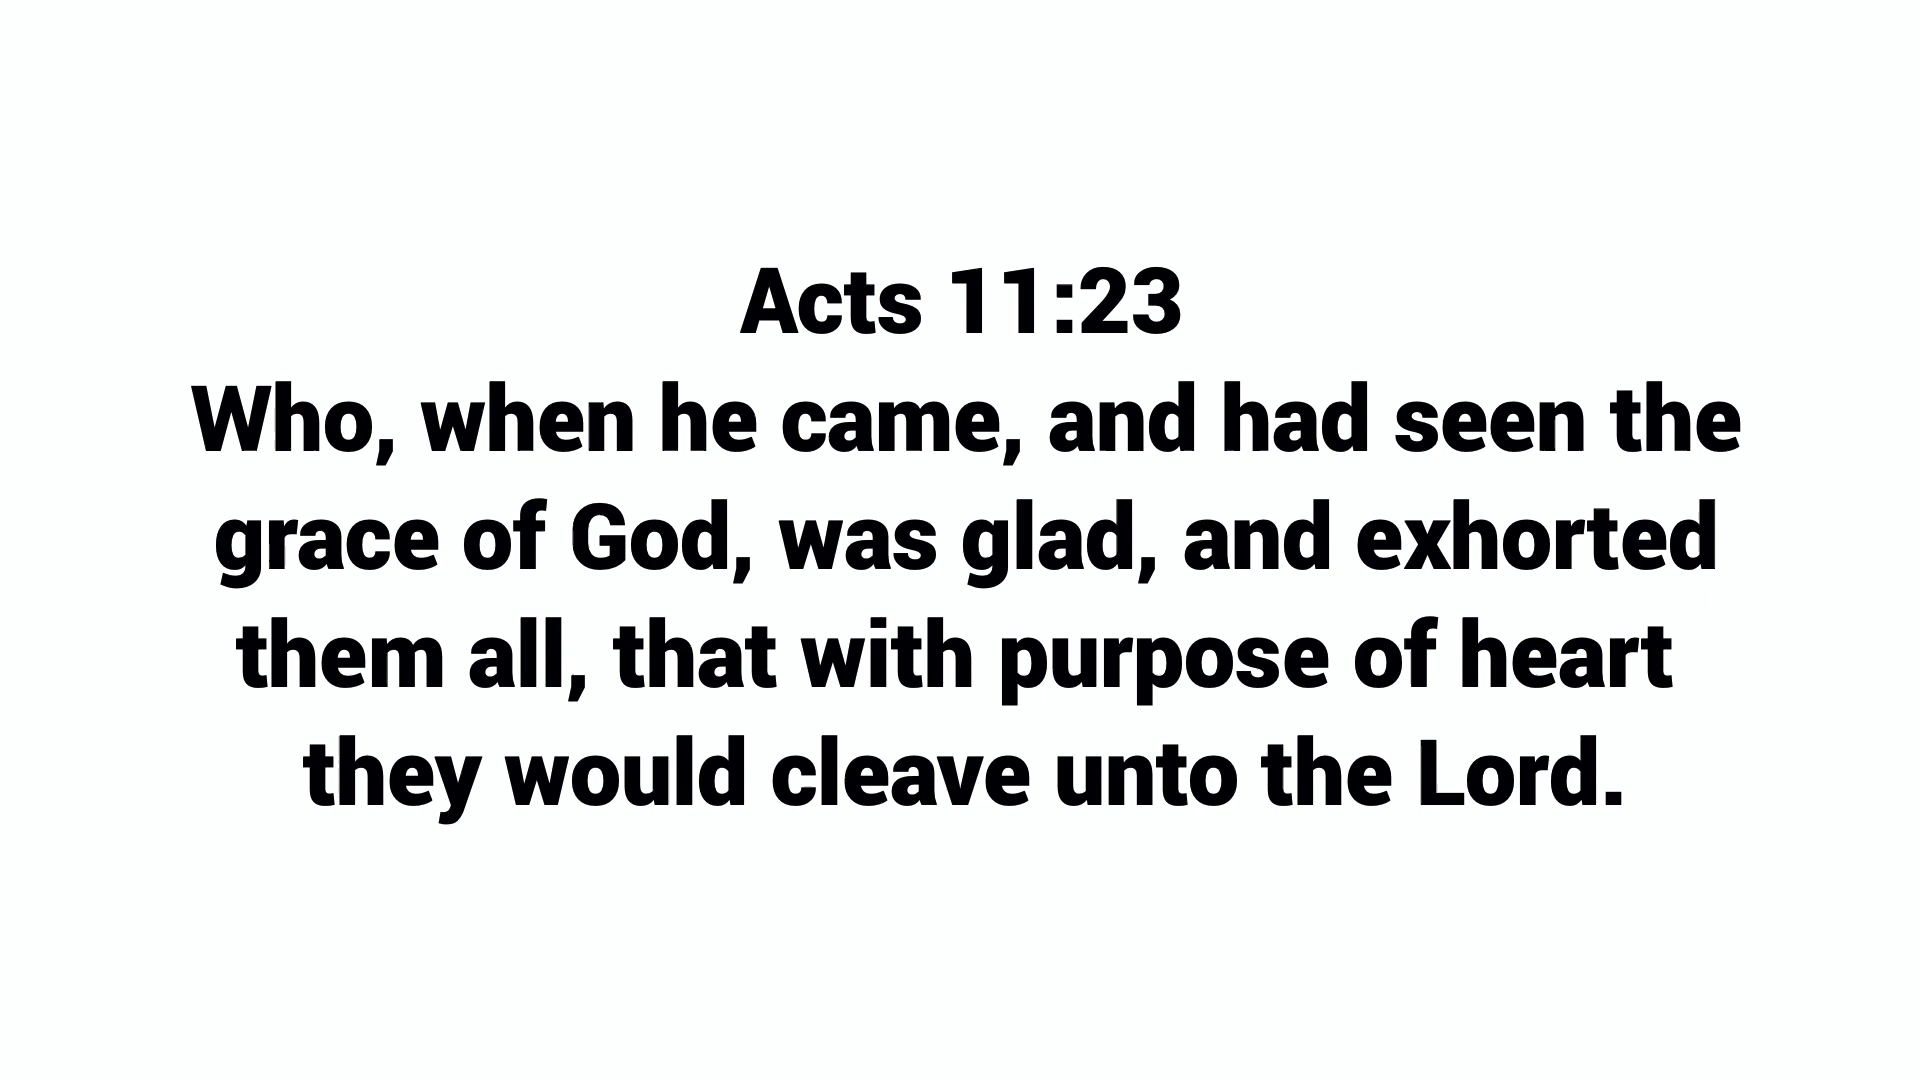 Acts 11:23
Who, when he came, and had seen the
grace of God, was glad, and exhorted
them all, that with purpose of heart
they would cleave unto the Lord.